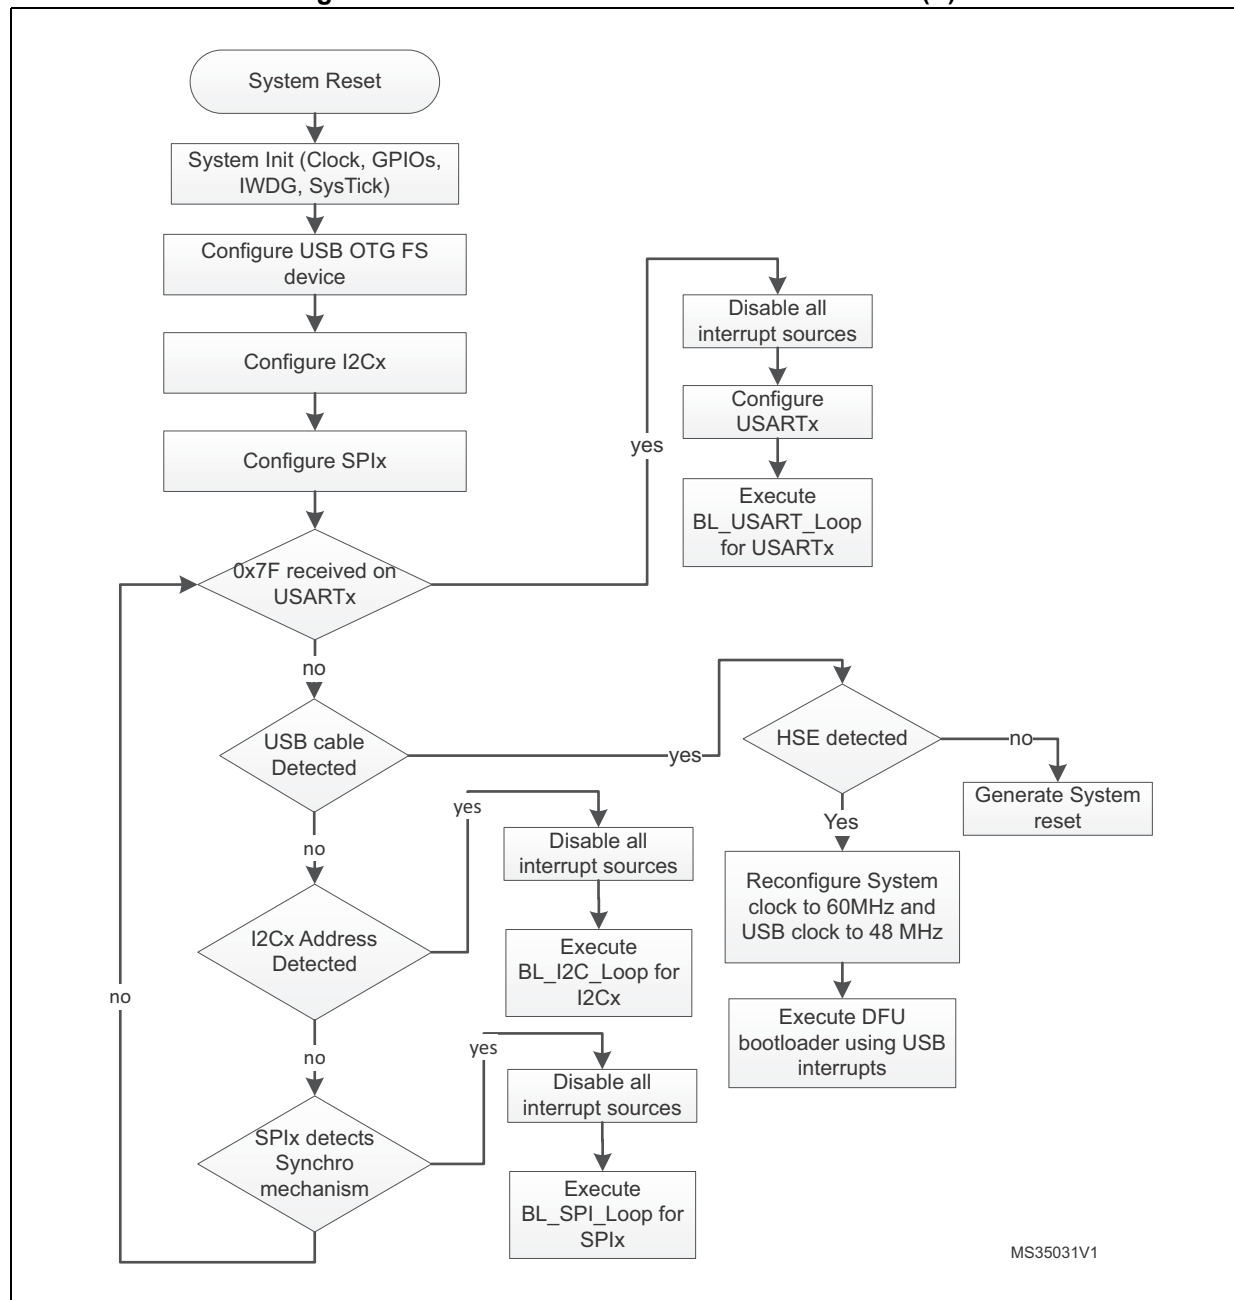 System Reset
System Init (Clock, GPIOs,
IWDG, SysTick)
Configure USB OTG FS
device
Configure I2Cx
Configure SPIx
0x7F received on
USARTx
yes
Disable all
interrupt sources
Configure
USARTx
Execute
BL_USART_Loop
for USARTx
no
USB cable
Detected
yes
HSE detected
no
Generate System
reset
Yes
Reconfigure System
clock to 60MHz and
USB clock to 48 MHz
Execute DFU
bootloader using USB
interrupts
no
I2Cx Address
Detected
yes
Disable all
interrupt sources
Execute
BL_I2C_Loop for
I2Cx
no
SPIx detects
Synchro
mechanism
yes
Disable all
interrupt sources
Execute
BL_SPI_Loop for
SPIx
no
MS35031V1